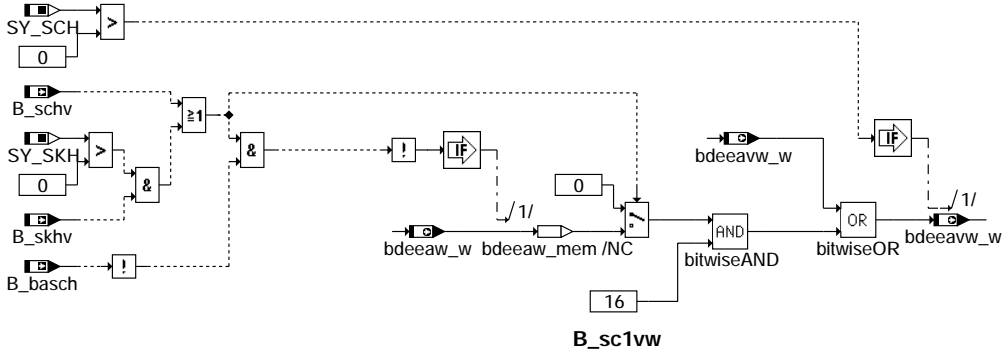 SY_SCH
>
0
B_schv
≥1
SY_SKH
>
0
&
&
B_skhv
B_basch
!
!
IF
/1/
bdeeaw_w
bdeeaw_mem /NC
0
AND
bitwiseAND
16
bdeeavw_w
OR
bitwiseOR
IF
/1/
bdeeavw_w
B_sc1vw